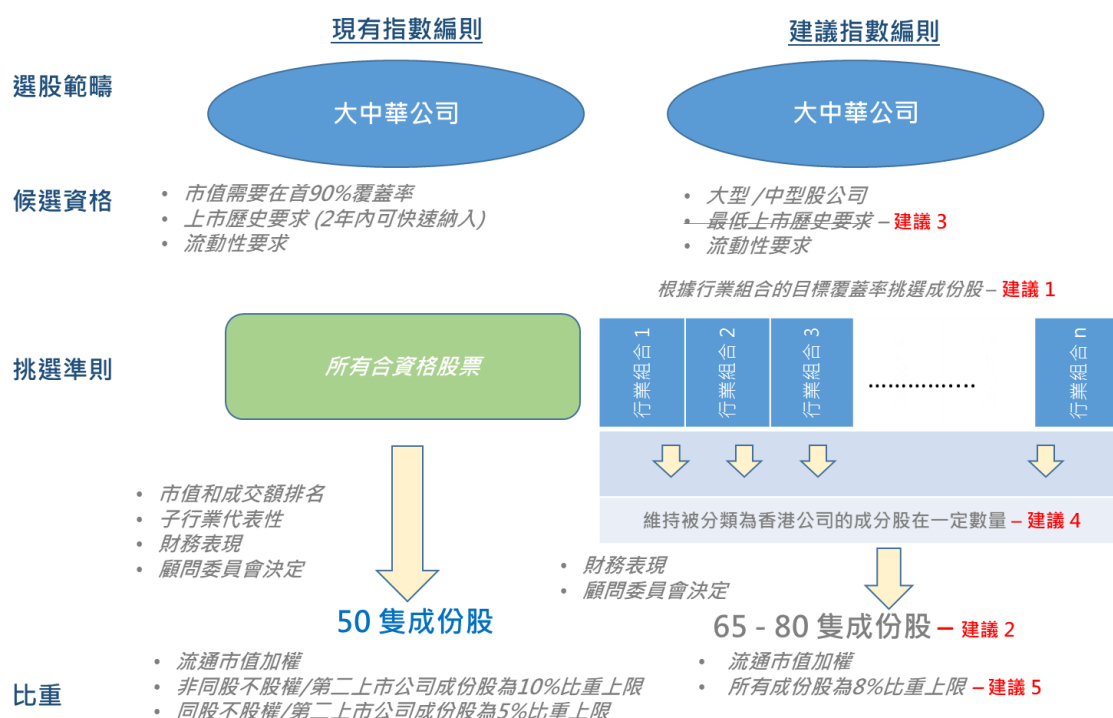 現有指數編則
建議指數編則
選股範疇
大中華公司
大中華公司
候選資格
• 市值需要在首90%覆蓋率
• 上市歷史要求 (2年內可快速納入)
• 流動性要求
• 大型 /中型股公司
• 最低上市歷史要求 – 建議 3
• 流動性要求
根據行業組合的目標覆蓋率挑選成份股 – 建議 1
挑選準則
所有合資格股票
行業組合 1
行業組合 2
行業組合 3
...............
行業組合 n
• 市值和成交額排名
• 子行業代表性
• 財務表現
• 顧問委員會決定
維持被分類為香港公司的成分股在一定數量 – 建議 4
• 財務表現
• 顧問委員會決定
50 隻成份股
65 - 80 隻成份股 – 建議 2
比重
• 流通市值加權
• 非同股不股權/第二上市公司成份股為10%比重上限
• 同股不股權/第二上市公司成份股為5%比重上限
• 流通市值加權
• 所有成份股為8%比重上限 – 建議 5